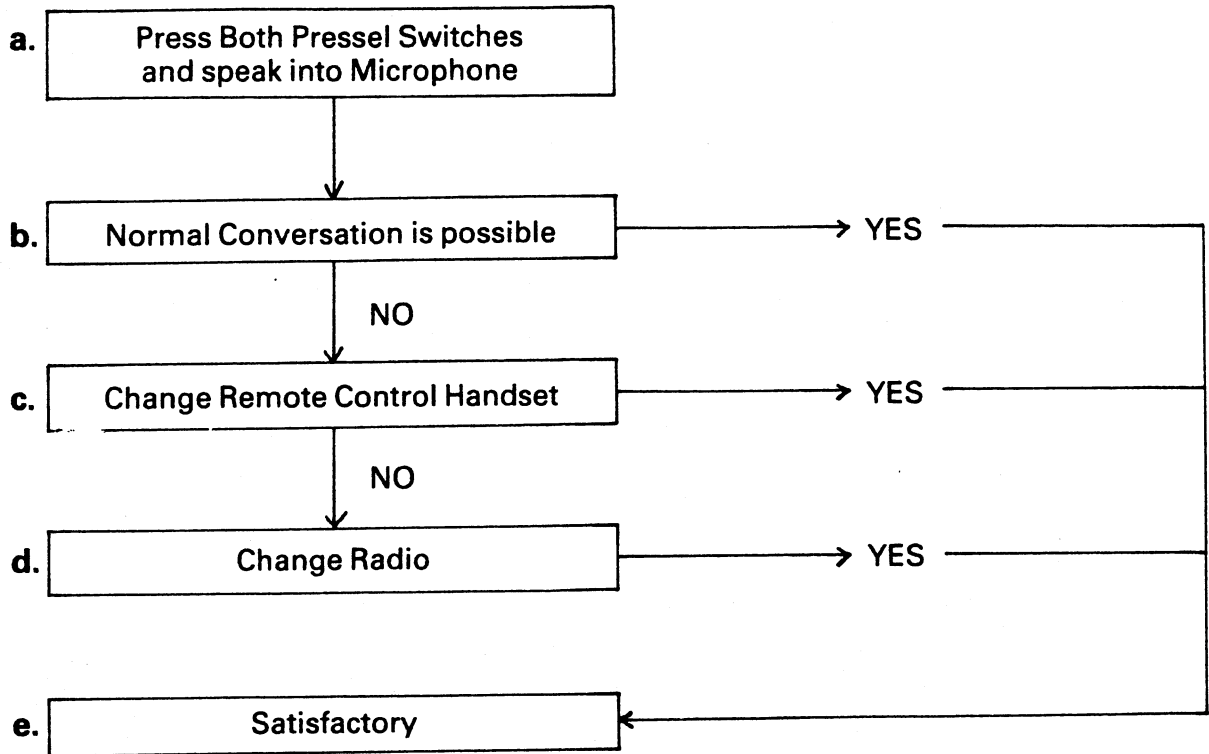 a.
Press Both Pressel Switches
and speak into Microphone
b.
Normal Conversation is possible
YES
NO
c.
Change Remote Control Handset
YES
NO
d.
Change Radio
YES
e.
Satisfactory